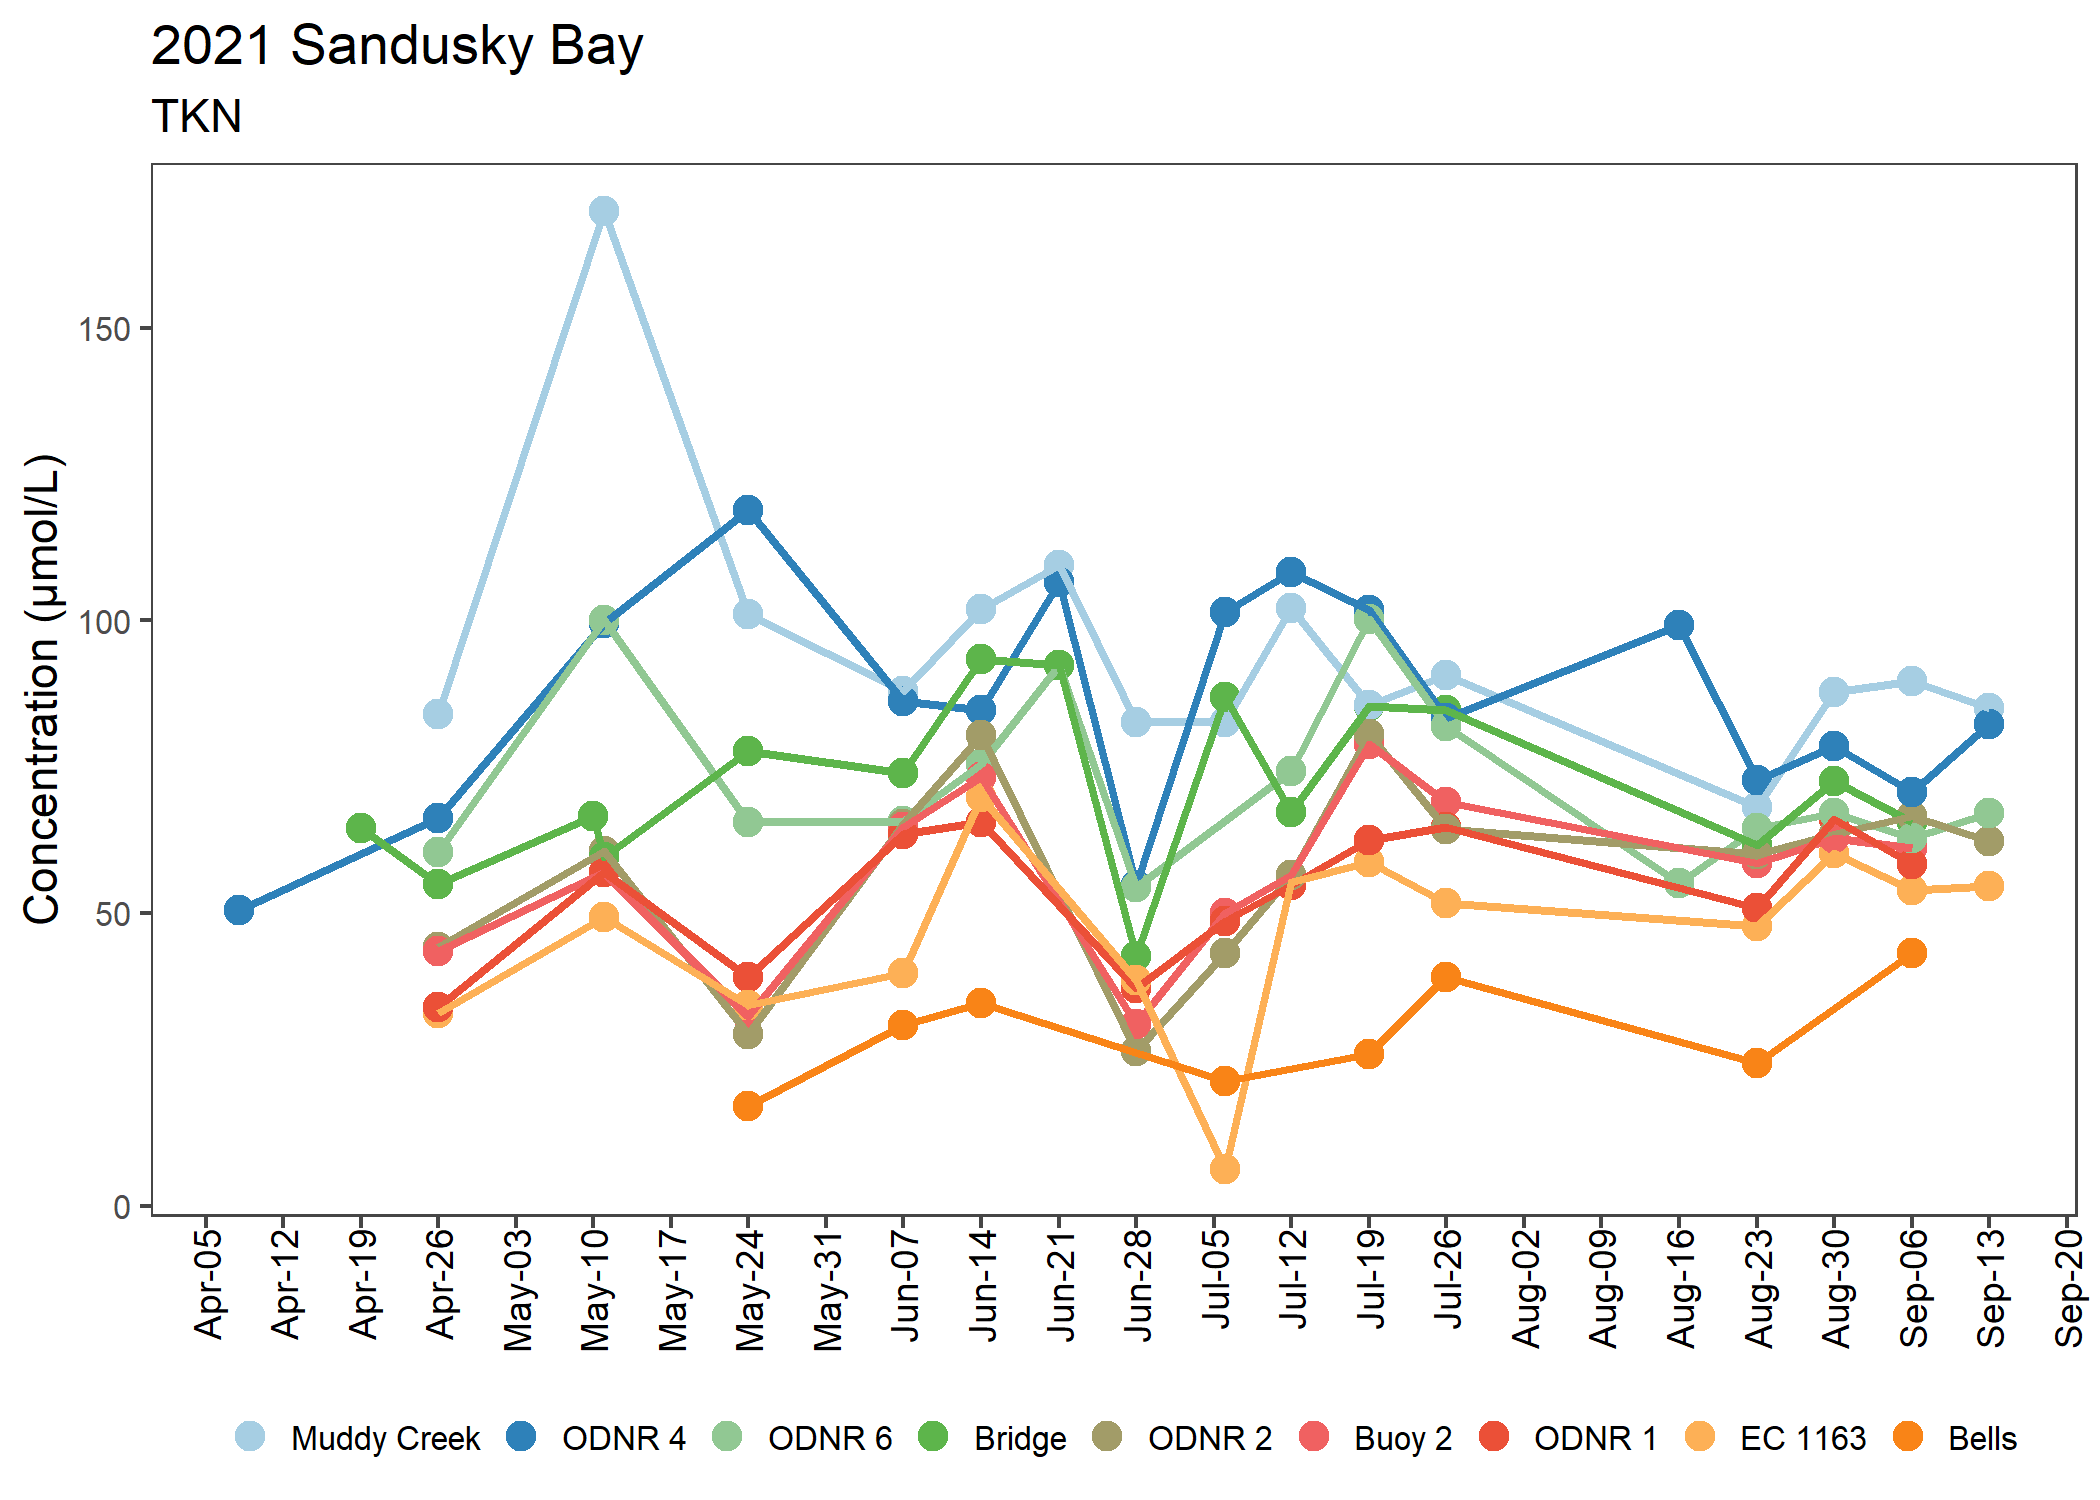 2021 Sandusky Bay
TKN
Concentration (µmol/L)
150
100
50
0
Apr-05
Apr-12
Apr-19
Apr-26
May-03
May-10
May-17
May-24
May-31
Jun-07
Jun-14
Jun-21
Jun-28
Jul-05
Jul-12
Jul-19
Jul-26
Aug-02
Aug-09
Aug-16
Aug-23
Aug-30
Sep-06
Sep-13
Sep-20
Muddy Creek ODNR 4 ODNR 6 Bridge ODNR 2 Buoy 2 ODNR 1 EC 1163 Bells